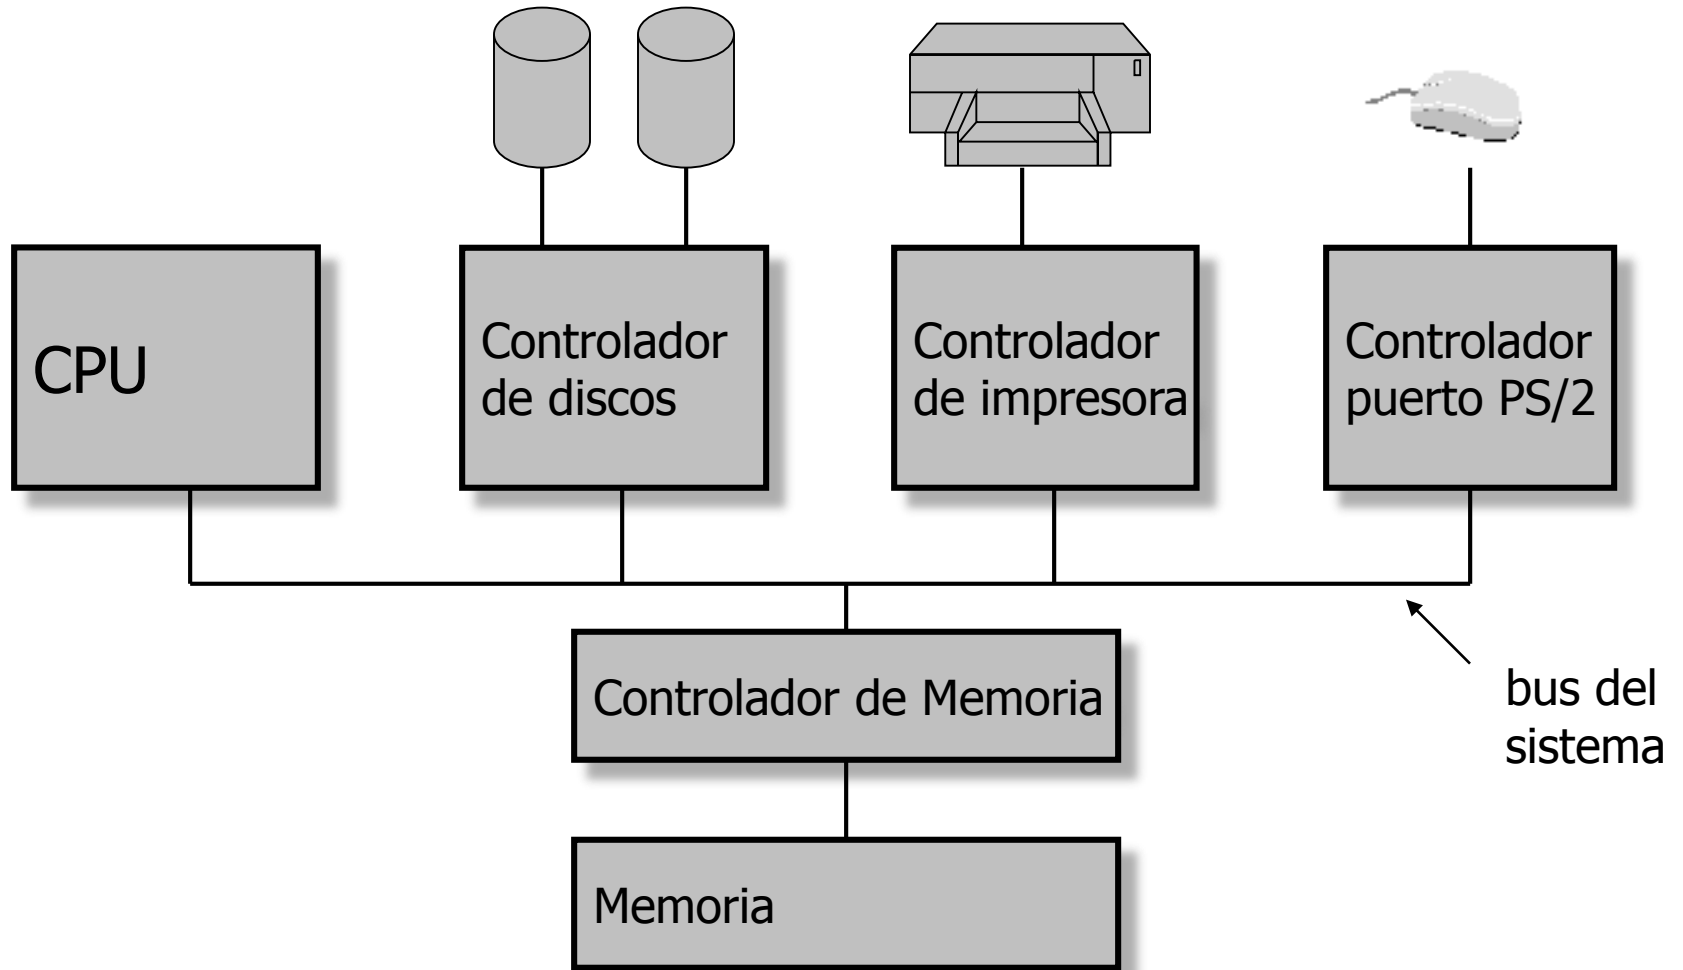 CPU
Controlador
de discos
Controlador
de impresora
Controlador
puerto PS/2
Controlador de Memoria
bus del
sistema
Memoria